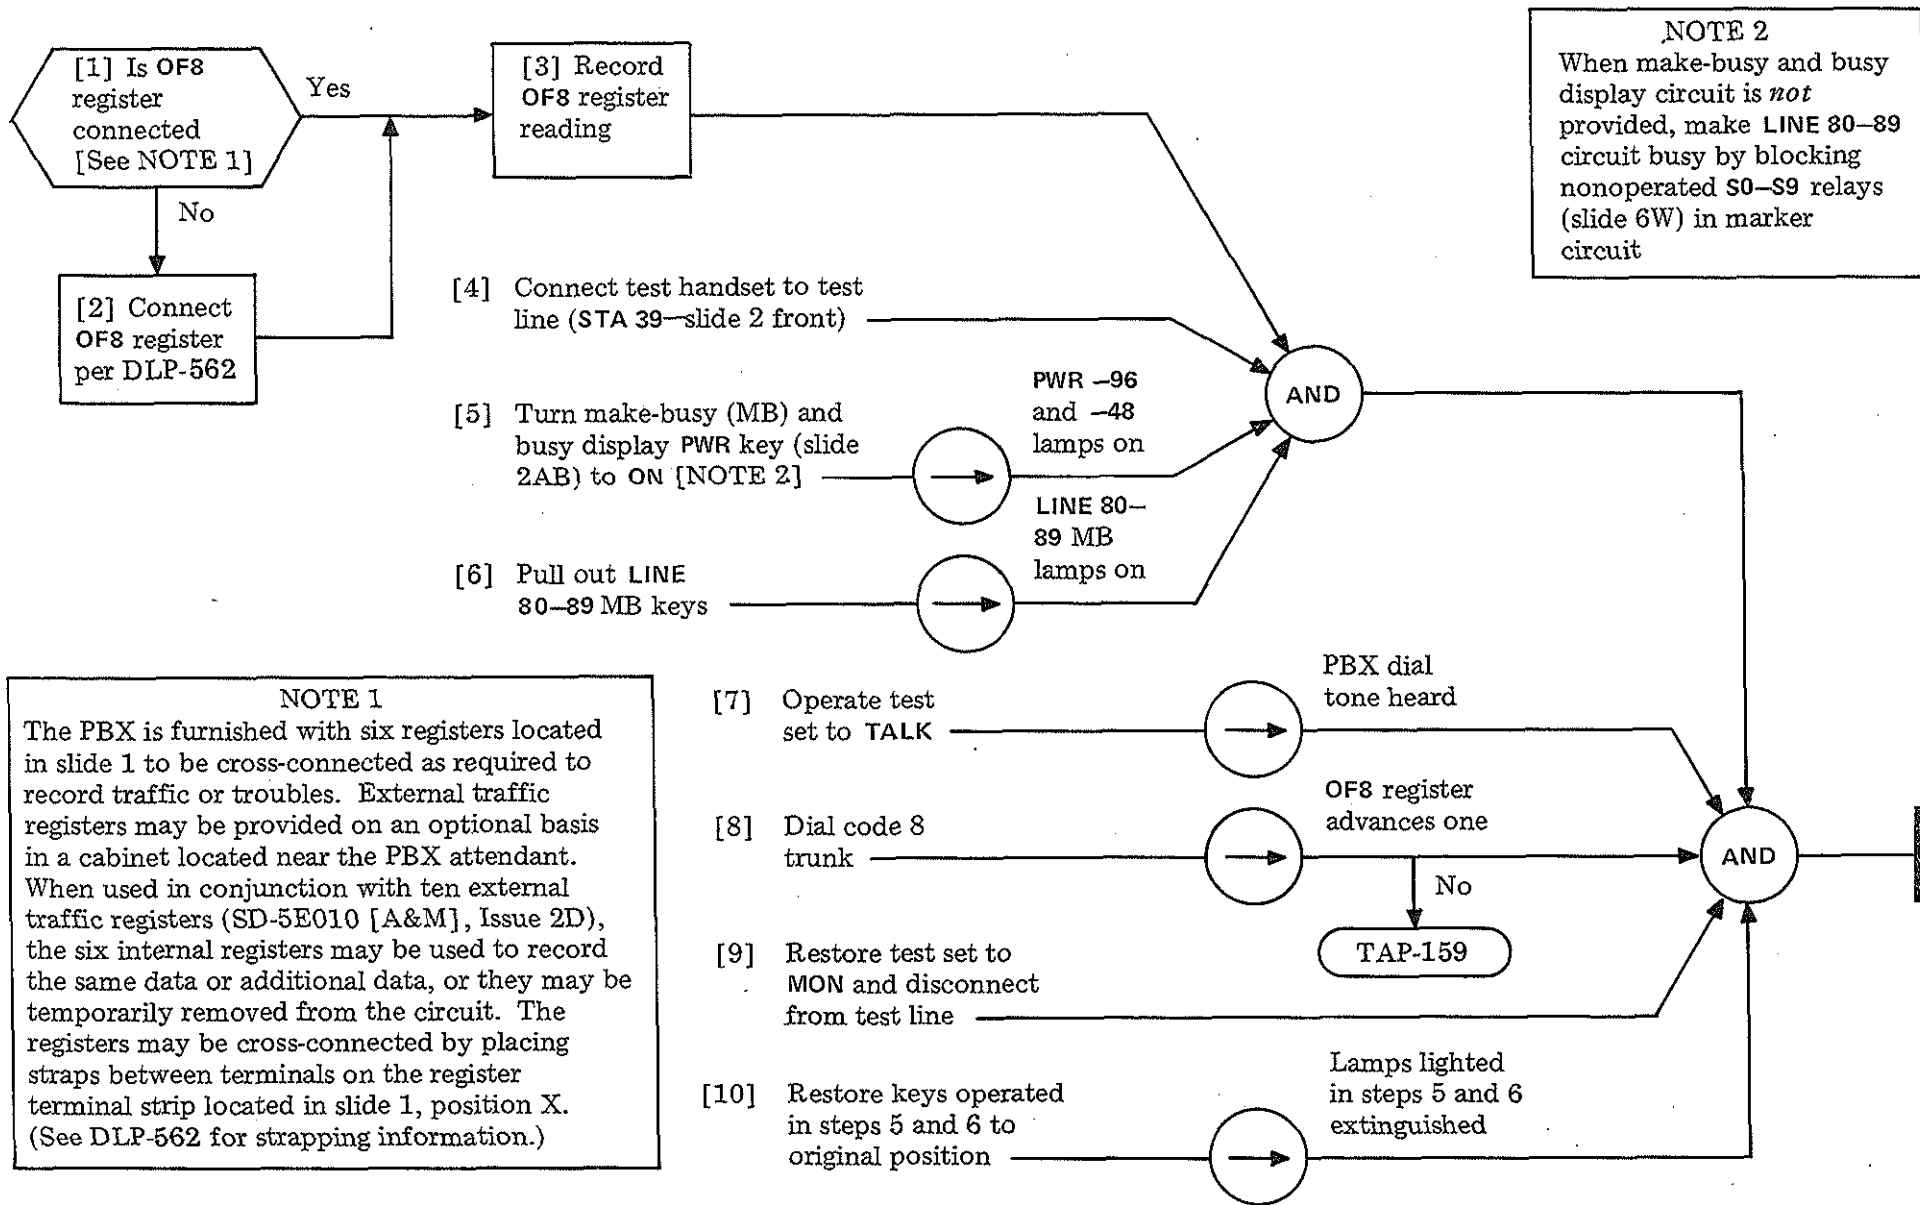 [1] Is OF8
register
connected
[See NOTE 1]
Yes
No
[2] Connect
OF8 register
per DLP-562
[3] Record
OF8 register
reading
NOTE 2
When make-busy and busy
display circuit is not
provided, make LINE 80–89
circuit busy by blocking
nonoperated S0–S9 relays
(slide 6W) in marker
circuit
[4] Connect test handset to test
line (STA 39—slide 2 front)
[5] Turn make-busy (MB) and
busy display PWR key (slide
2AB) to ON [NOTE 2]
PWR –96
and –48
lamps on
AND
[6] Pull out LINE
80–89 MB keys
LINE 80–
89 MB
lamps on
NOTE 1
The PBX is furnished with six registers located
in slide 1 to be cross-connected as required to
record traffic or troubles. External traffic
registers may be provided on an optional basis
in a cabinet located near the PBX attendant.
When used in conjunction with ten external
traffic registers (SD-5E010 [A&M], Issue 2D),
the six internal registers may be used to record
the same data or additional data, or they may be
temporarily removed from the circuit. The
registers may be cross-connected by placing
straps between terminals on the register
terminal strip located in slide 1, position X.
(See DLP-562 for strapping information.)
[7] Operate test
set to TALK
PBX dial
tone heard
[8] Dial code 8
trunk
OF8 register
advances one
No
TAP-159
AND
[9] Restore test set to
MON and disconnect
from test line
[10] Restore keys operated
in steps 5 and 6 to
original position
Lamps lighted
in steps 5 and 6
extinguished